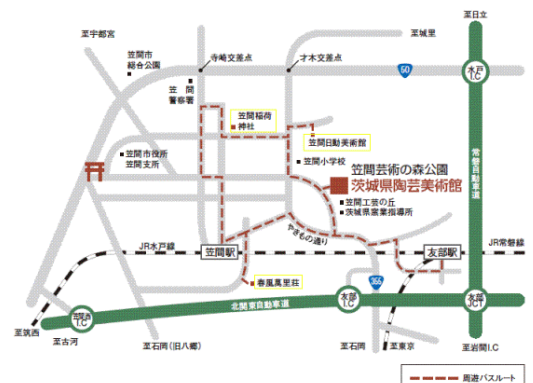 至日立
至宇都宮
至城里
寺崎交差点
才木交差点
笠間市
総合公園
50
水戸
I.C
笠間
警察署
笠間稲荷
神社
笠間日動美術館
笠間市役所
笠間支所
笠間小学校
常磐自動車道
笠間芸術の森公園
茨城県陶芸美術館
笠間工芸の丘
茨城県窯業指導所
やきもの通り
JR水戸線
笠間駅
友部駅
JR常磐線
春風萬里荘
355
北関東自動車道
友部
I.C
友部
JCT
笠間西
I.C
至筑西
至古河
至石岡(旧八郷)
至石岡
至東京
至岩間I.C
周遊バスルート